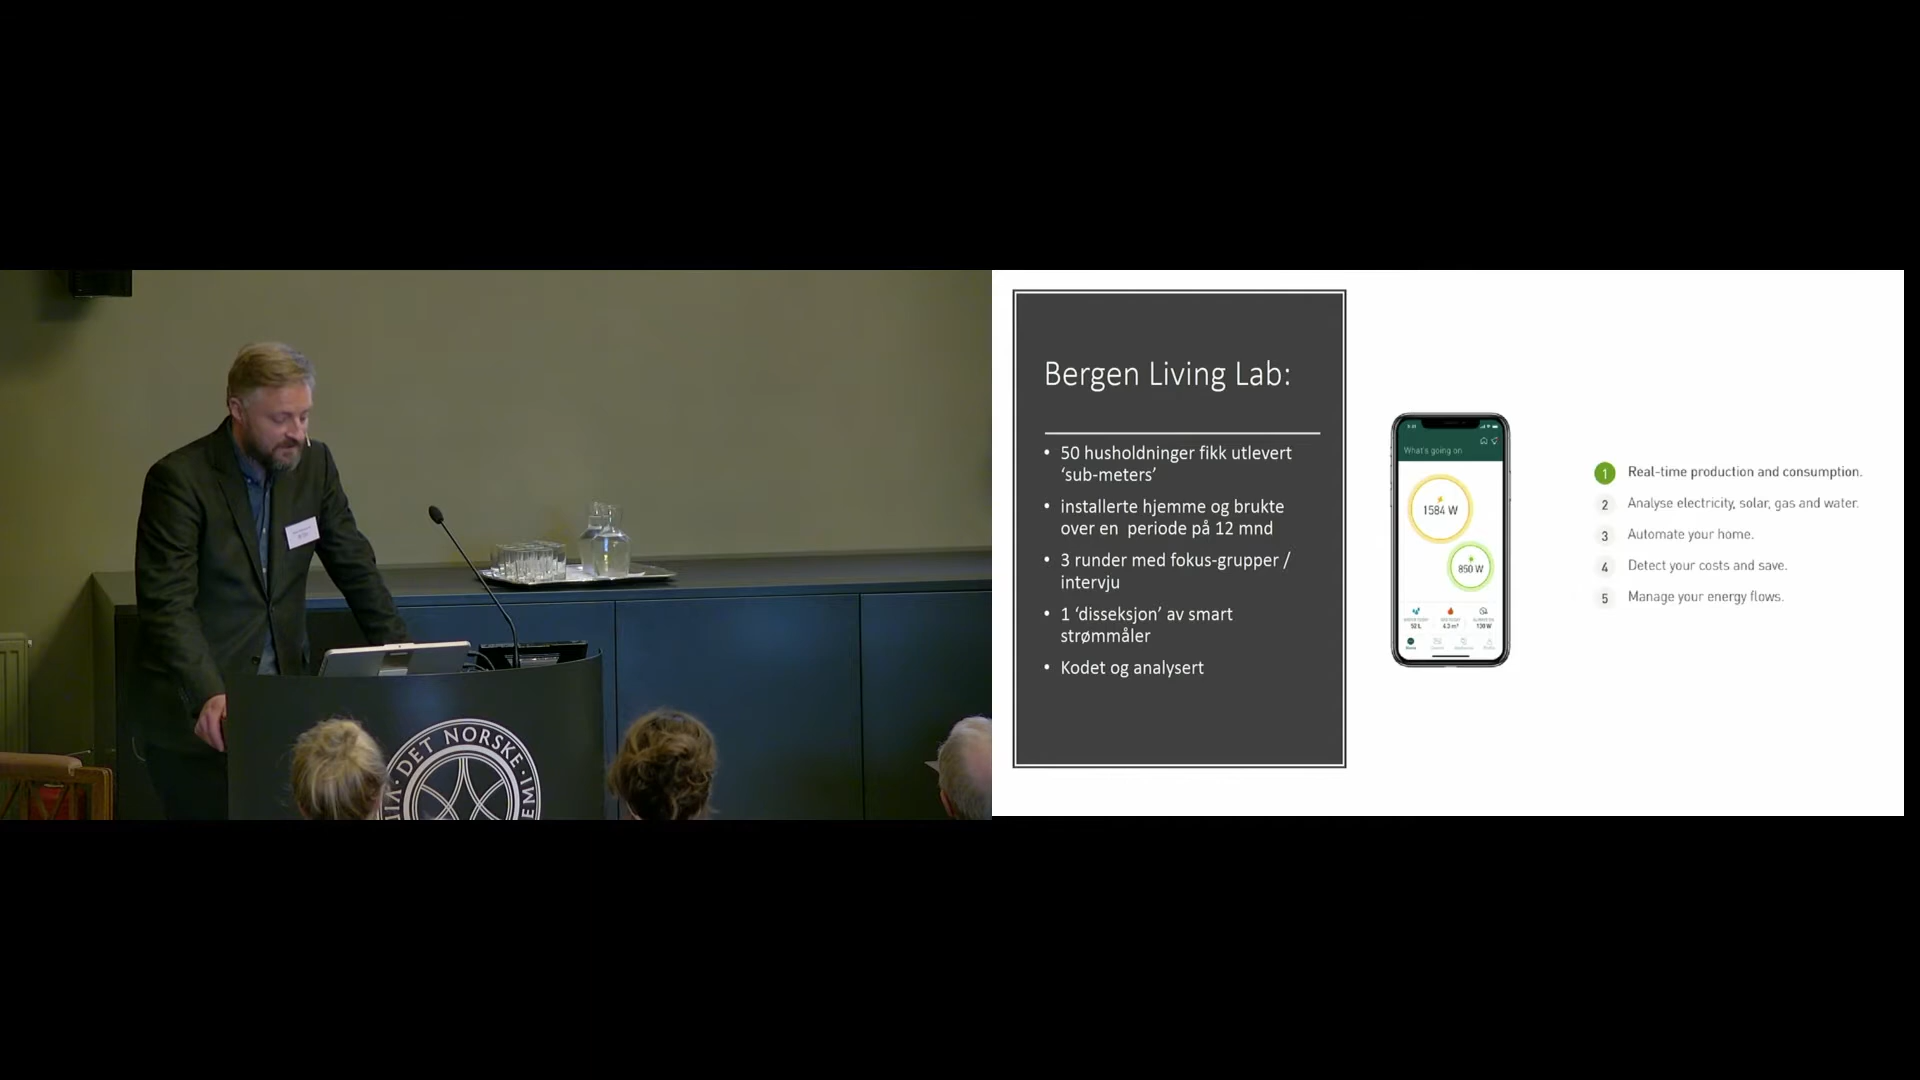 DET NORSKE
Bergen Living Lab:
• 50 husholdninger fikk utlevert
‘sub-meters’
• installerte hjemme og brukte
over en periode på 12 mnd
• 3 runder med fokus-grupper /
intervju
• 1 ‘disseksjon’ av smart
strømmåler
• Kodet og analysert
What's going on
1584 W
850 W
1 Real-time production and consumption.
2 Analyse electricity, solar, gas and water.
3 Automate your home.
4 Detect your costs and save.
5 Manage your energy flows.